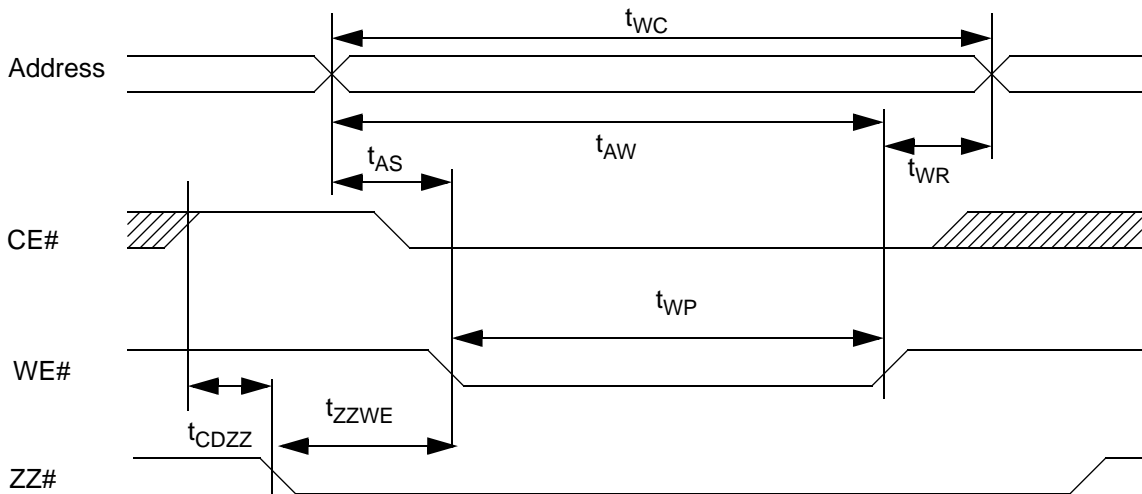 tWC
Address
tAW
tAS
tWR
CE#
tWP
WE#
tZZWE
tCDZZ
ZZ#